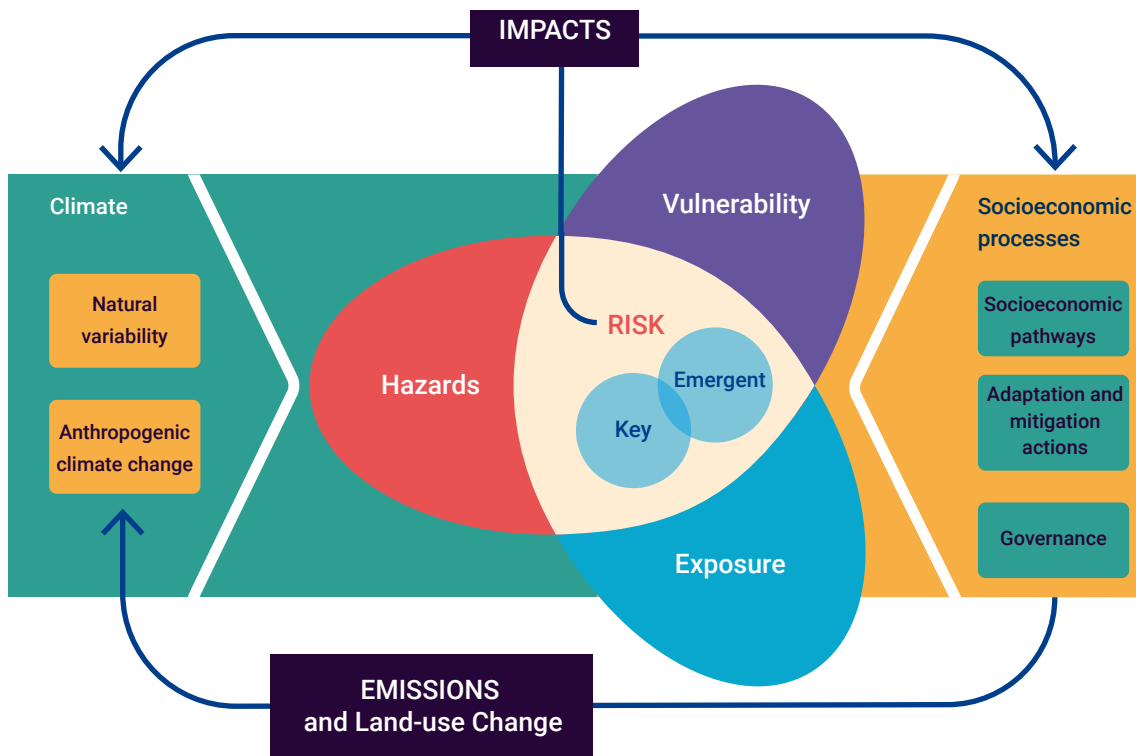 IMPACTS
Climate
Natural
variability
Anthropogenic
climate change
Hazards
Vulnerability
RISK
Emergent
Key
Exposure
Socioeconomic
processes
Socioeconomic
pathways
Adaptation and
mitigation
actions
Governance
EMISSIONS
and Land-use Change